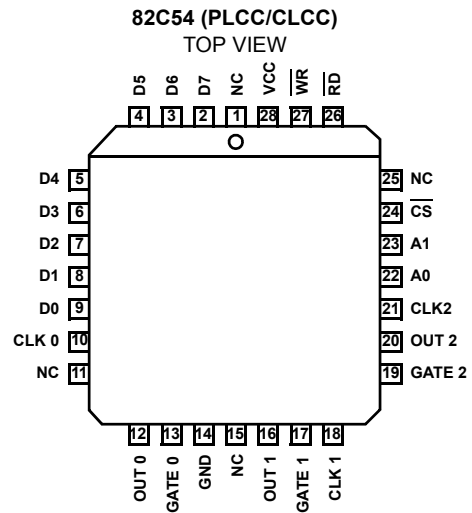 82C54 (PLCC/CLCC)
TOP VIEW
D5 D6 D7 NC VCC WR RD
4 3 2 1 28 27 26
D4 5 25 NC
D3 6 24 CS
D2 7 23 A1
D1 8 22 A0
D0 9 21 CLK2
CLK 0 10 20 OUT 2
NC 11 19 GATE 2
12 13 14 15 16 17 18
OUT 0 GATE 0 GND NC OUT 1 GATE 1 CLK 1